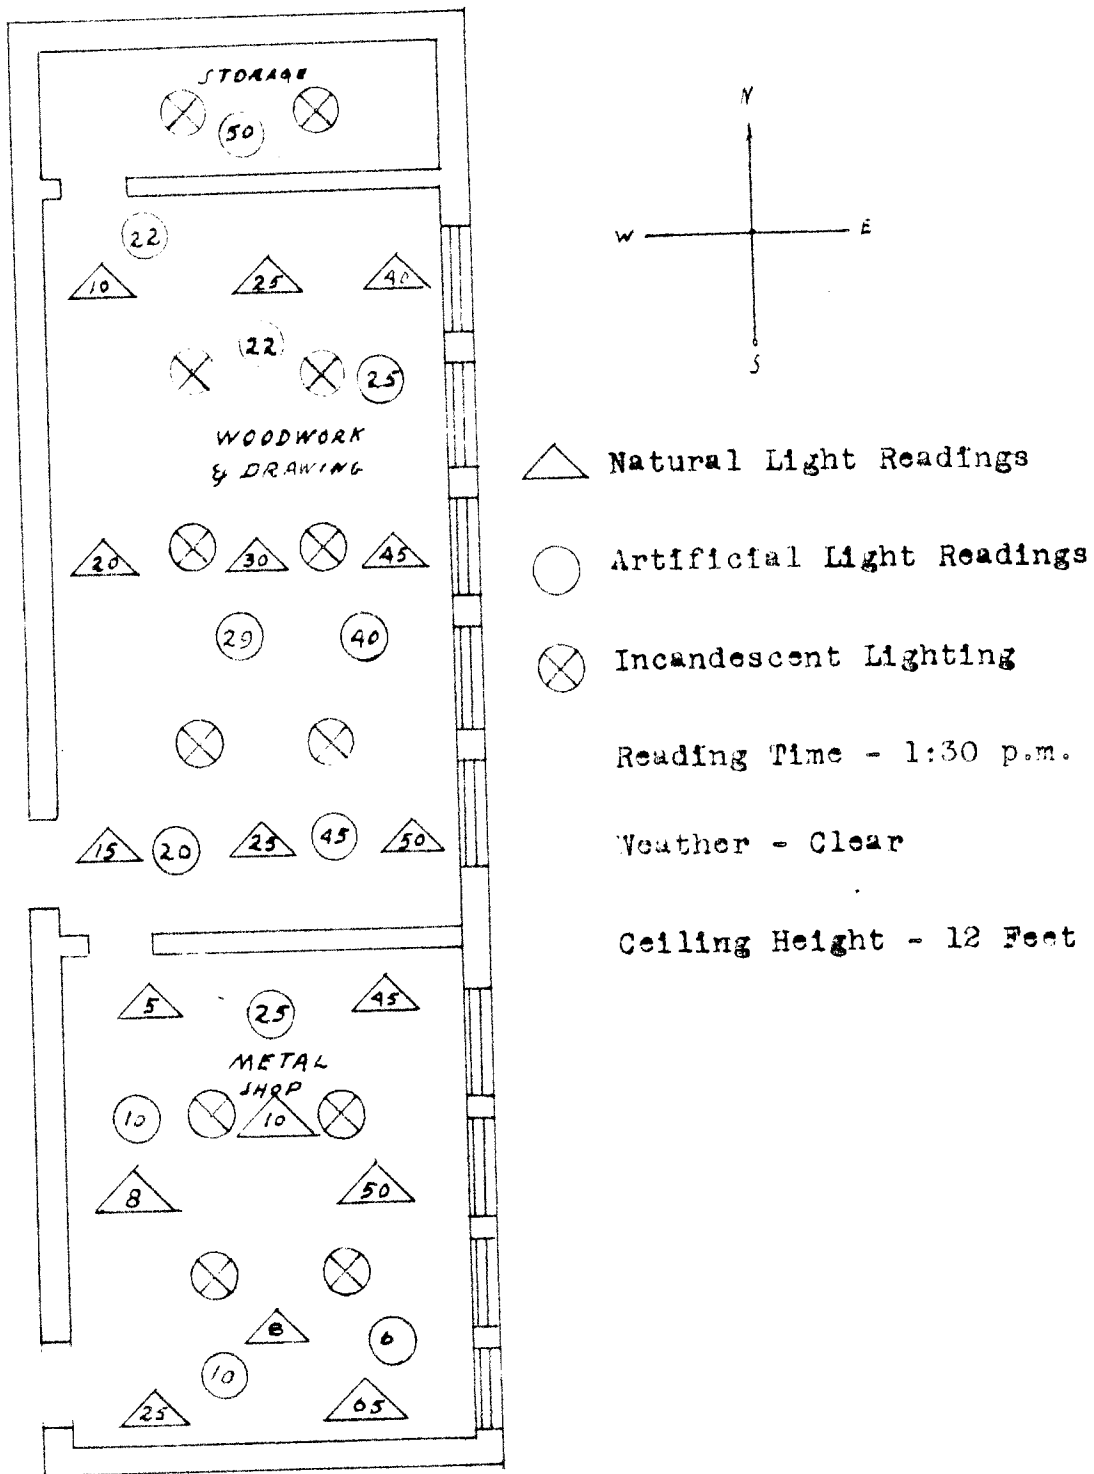 STORAGE
50
N
W
E
S
22
10
25
40
22
25
WOODWORK
& DRAWING
20
30
45
29
40
15
20
25
45
50
5
25
45
METAL
SHOP
10
10
8
50
8
6
10
25
65
Natural Light Readings
Artificial Light Readings
Incandescent Lighting
Reading Time - 1:30 p.m.
Weather - Clear
Ceiling Height - 12 Feet